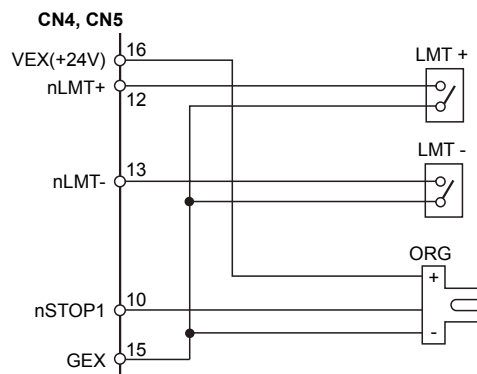 CN4, CN5
VEX(+24V)
16
nLMT+
12
LMT +
nLMT-
13
LMT -
ORG
+
nSTOP1
10
-
GEX
15